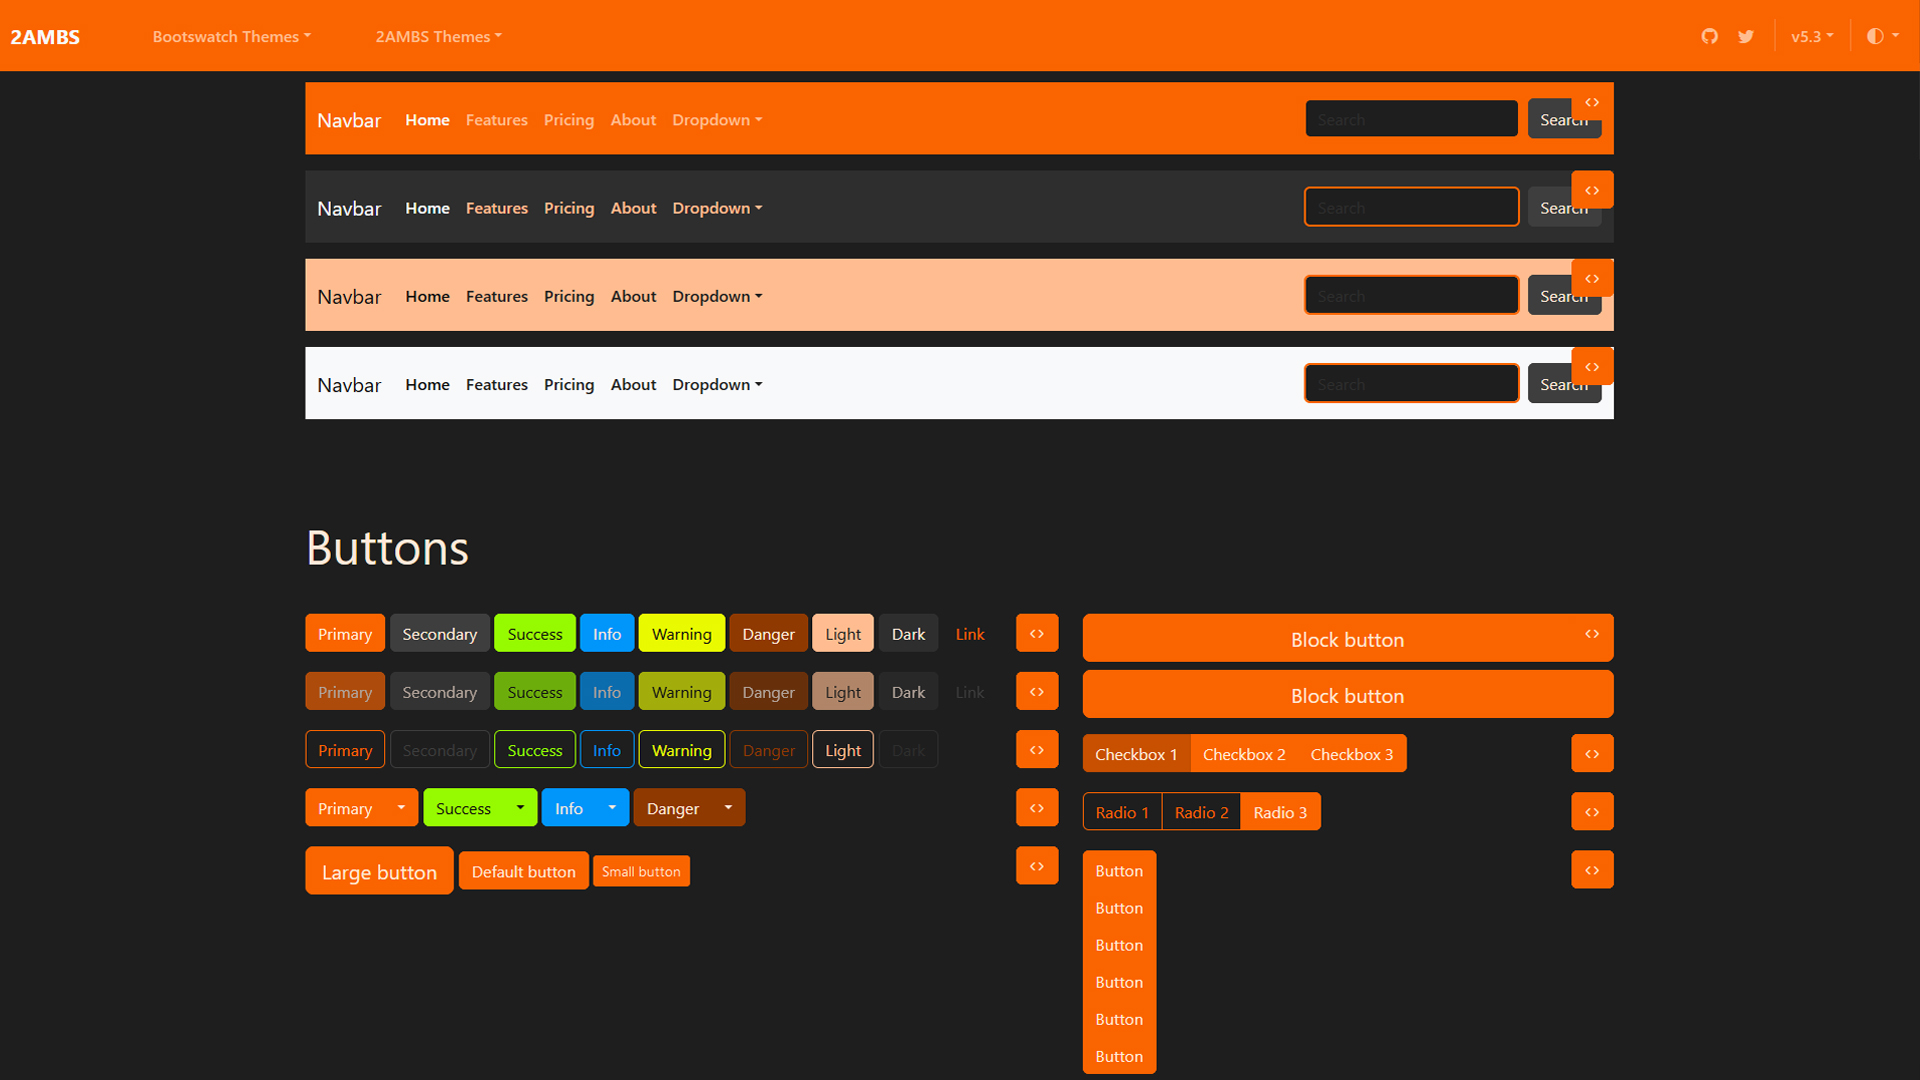 2AMBS Bootswatch Themes 2AMBS Themes v5.3
Navbar Home Features Pricing About Dropdown Search Search
Navbar Home Features Pricing About Dropdown Search Search
Navbar Home Features Pricing About Dropdown Search Search
Navbar Home Features Pricing About Dropdown Search Search
Buttons
Primary Secondary Success Info Warning Danger Light Dark Link
Primary Secondary Success Info Warning Danger Light Dark Link
Primary Secondary Success Info Warning Danger Light Dark
Primary Success Info Danger
Large button Default button Small button
Block button
Block button
Checkbox 1 Checkbox 2 Checkbox 3
Radio 1 Radio 2 Radio 3
Button
Button
Button
Button
Button
Button